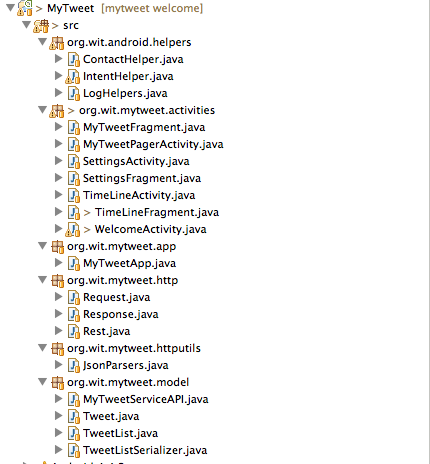 > MyTweet [mytweet welcome]
> src
org.wit.android.helpers
ContactHelper.java
IntentHelper.java
LogHelpers.java
> org.wit.mytweet.activities
MyTweetFragment.java
MyTweetPagerActivity.java
SettingsActivity.java
SettingsFragment.java
TimeLineActivity.java
> TimeLineFragment.java
> WelcomeActivity.java
org.wit.mytweet.app
MyTweetApp.java
org.wit.mytweet.http
Request.java
Response.java
Rest.java
org.wit.mytweet.httputils
JsonParsers.java
org.wit.mytweet.model
MyTweetServiceAPI.java
Tweet.java
TweetList.java
TweetListSerializer.java